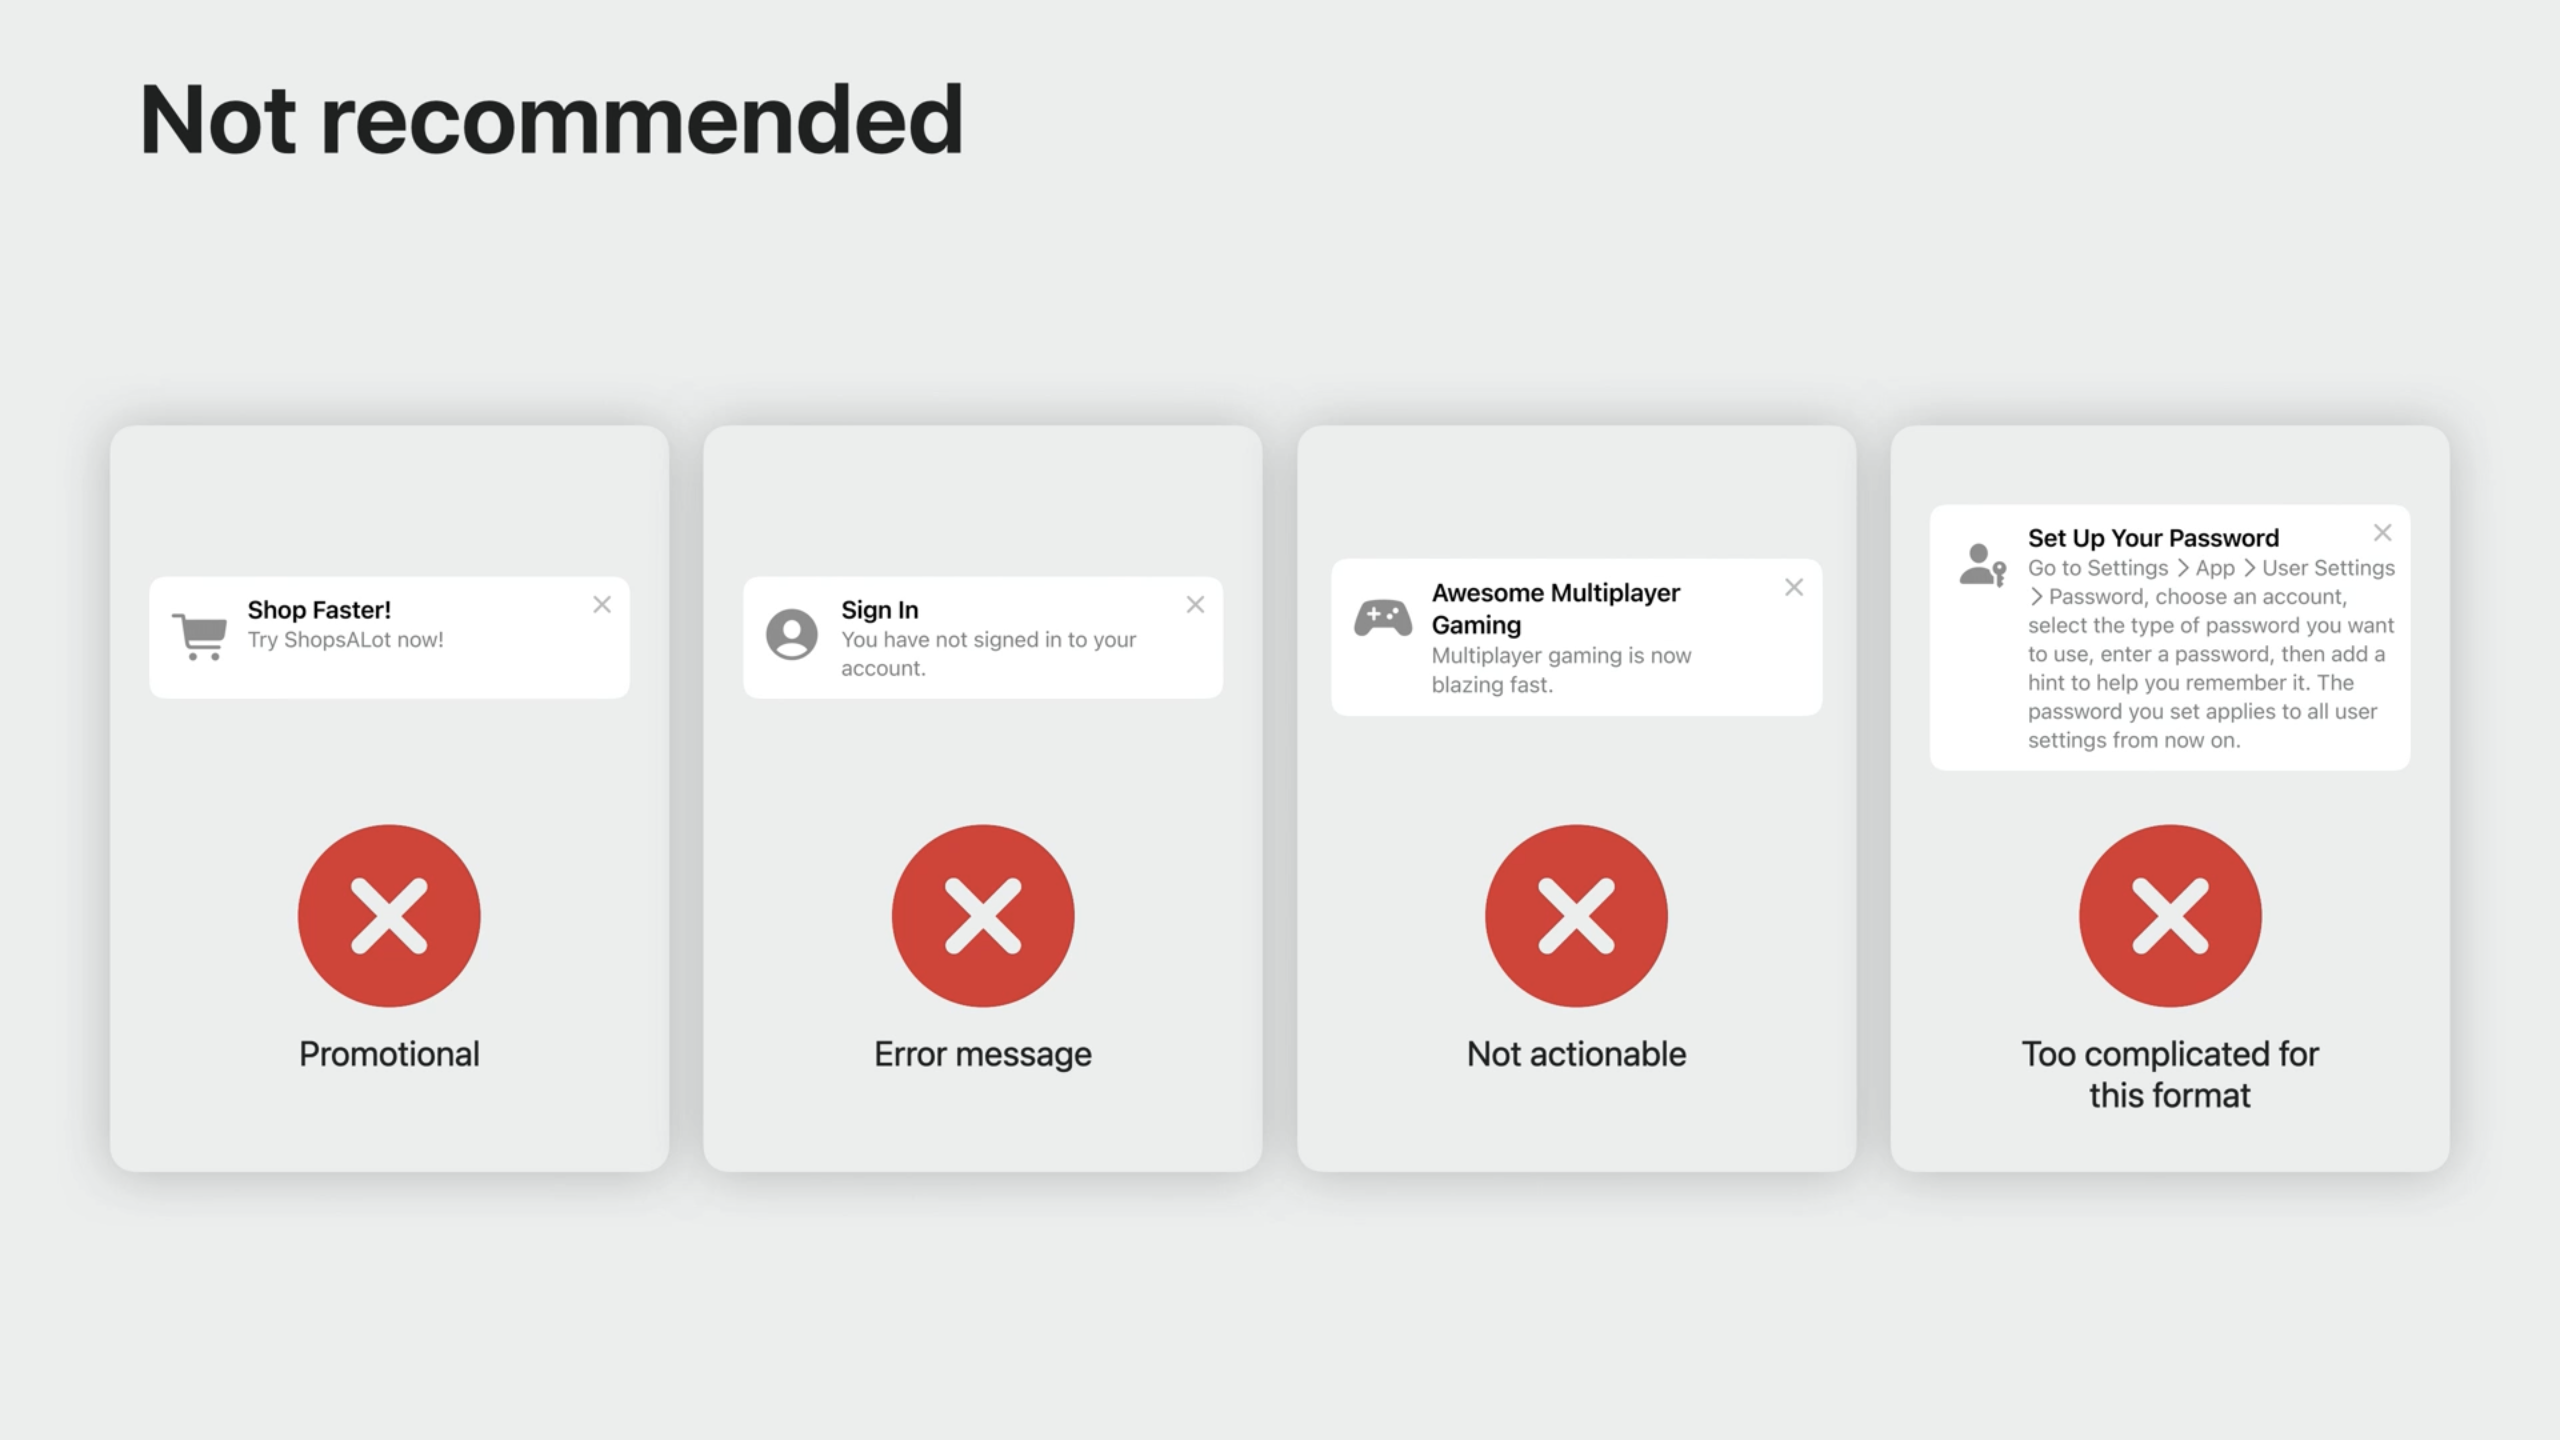 Not recommended
Shop Faster!
Try ShopsALot now!
Promotional
Sign In
You have not signed in to your
account.
Error message
Awesome Multiplayer
Gaming
Multiplayer gaming is now
blazing fast.
Not actionable
Set Up Your Password
Go to Settings > App > User Settings
> Password, choose an account,
select the type of password you want
to use, enter a password, then add a
hint to help you remember it. The
password you set applies to all user
settings from now on.
Too complicated for
this format